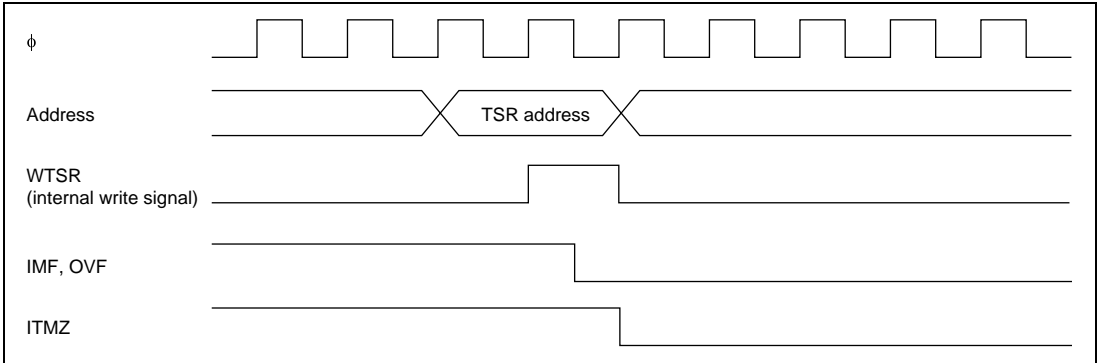 ϕ
Address
TSR address
WTSR
(internal write signal)
IMF, OVF
ITMZ